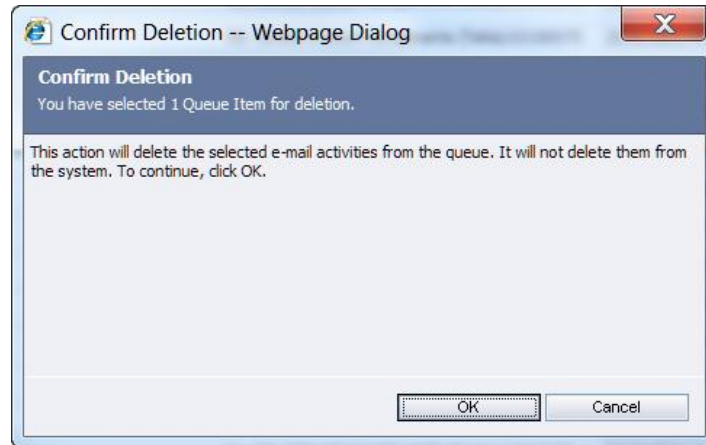 Confirm Deletion -- Webpage Dialog
Confirm Deletion
You have selected 1 Queue Item for deletion.
This action will delete the selected e-mail activities from the queue. It will not delete them from
the system. To continue, click OK.
OK Cancel